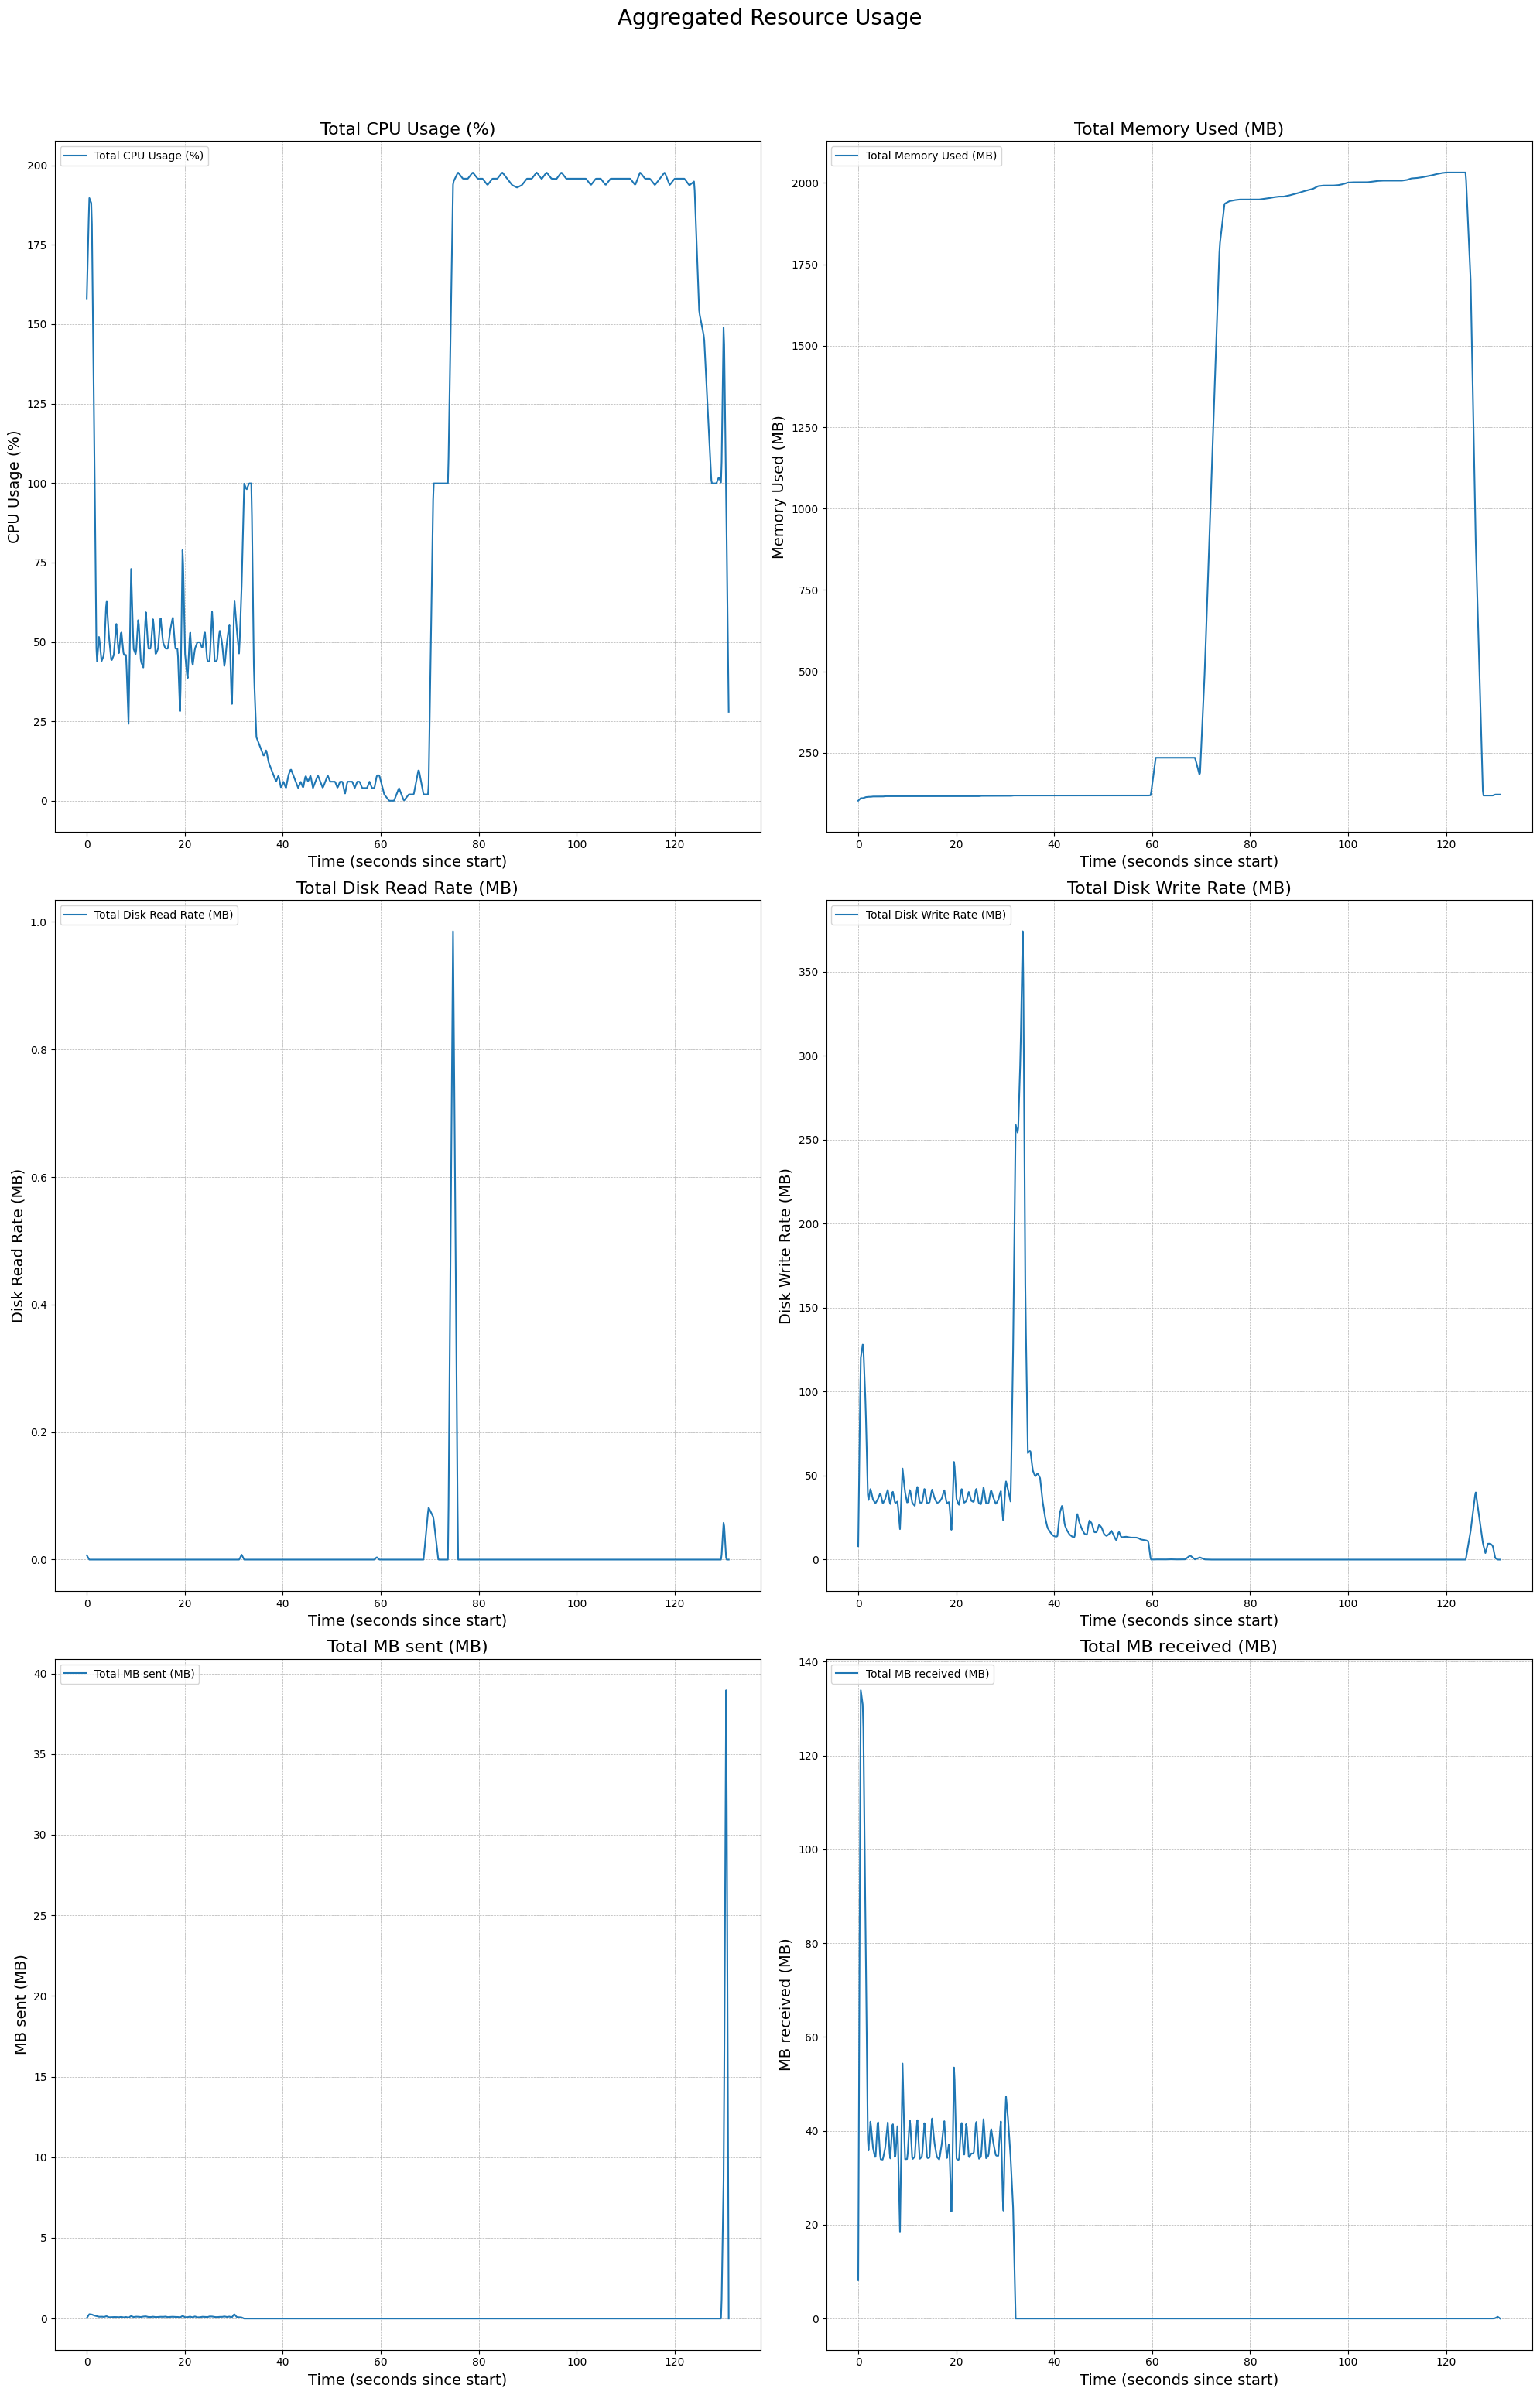 Aggregated Resource Usage
Total CPU Usage (%)
Total CPU Usage (%)
CPU Usage (%)
200
175
150
125
100
75
50
25
0
0 20 40 60 80 100 120
Time (seconds since start)
Total Memory Used (MB)
Total Memory Used (MB)
Memory Used (MB)
2000
1750
1500
1250
1000
750
500
250
0 20 40 60 80 100 120
Time (seconds since start)
Total Disk Read Rate (MB)
Total Disk Read Rate (MB)
Disk Read Rate (MB)
1.0
0.8
0.6
0.4
0.2
0.0
0 20 40 60 80 100 120
Time (seconds since start)
Total Disk Write Rate (MB)
Total Disk Write Rate (MB)
Disk Write Rate (MB)
350
300
250
200
150
100
50
0
0 20 40 60 80 100 120
Time (seconds since start)
Total MB sent (MB)
Total MB sent (MB)
MB sent (MB)
40
35
30
25
20
15
10
5
0
0 20 40 60 80 100 120
Time (seconds since start)
Total MB received (MB)
Total MB received (MB)
MB received (MB)
140
120
100
80
60
40
20
0
0 20 40 60 80 100 120
Time (seconds since start)